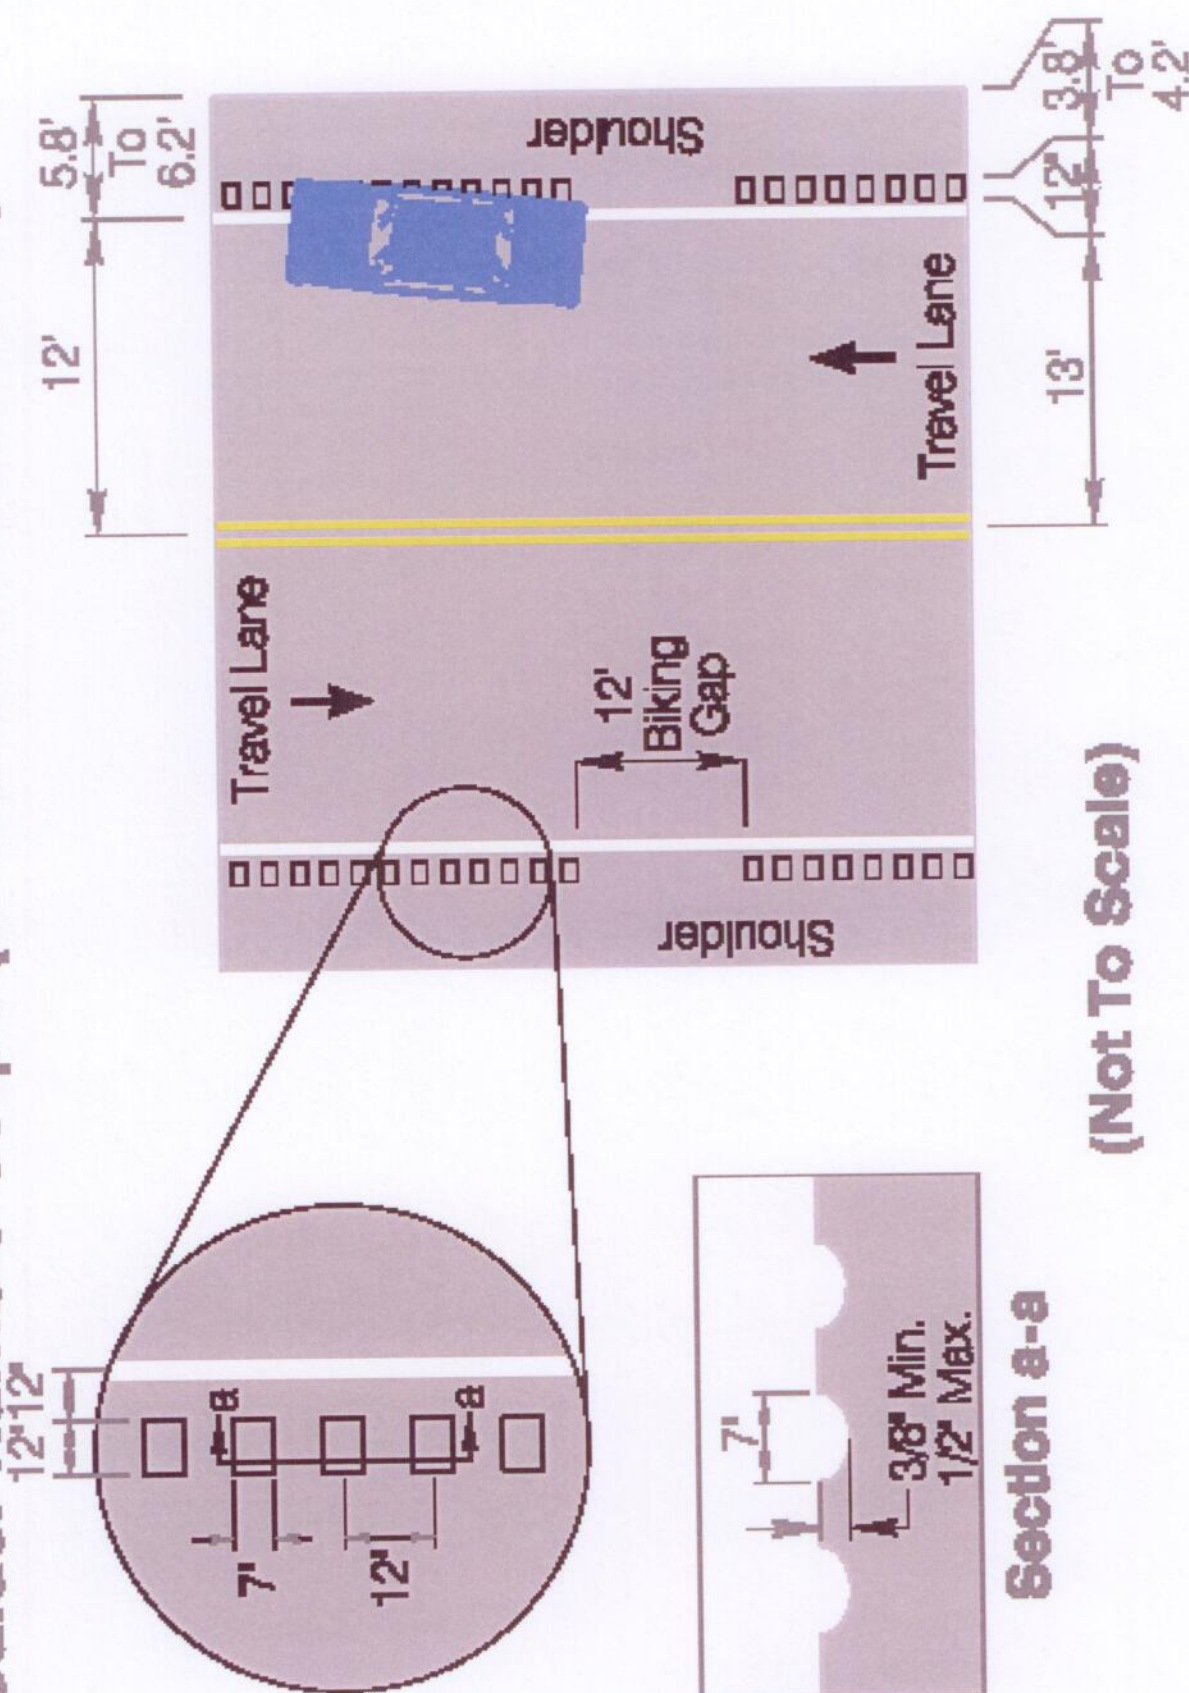 5.8'
To
6.2'
12'
Shoulder
Travel Lane
Travel Lane
12'
Biking
Gap
Shoulder
3.8'
To
4.2'
12"
13'
12"
12"
a
a
7"
12"
7"
3/8" Min.
1/2" Max.
Section a-a
(Not To Scale)